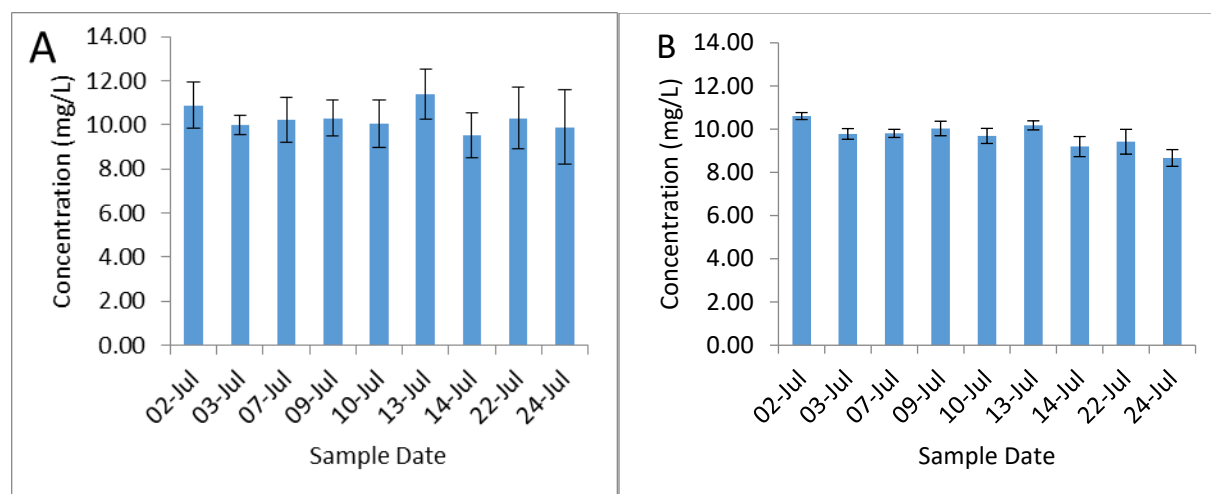 A
14.00
12.00
10.00
8.00
6.00
4.00
2.00
0.00
Concentration (mg/L)
02-Jul
03-Jul
07-Jul
09-Jul
10-Jul
13-Jul
14-Jul
22-Jul
24-Jul
Sample Date
B
14.00
12.00
10.00
8.00
6.00
4.00
2.00
0.00
Concentration (mg/L)
02-Jul
03-Jul
07-Jul
09-Jul
10-Jul
13-Jul
14-Jul
22-Jul
24-Jul
Sample Date